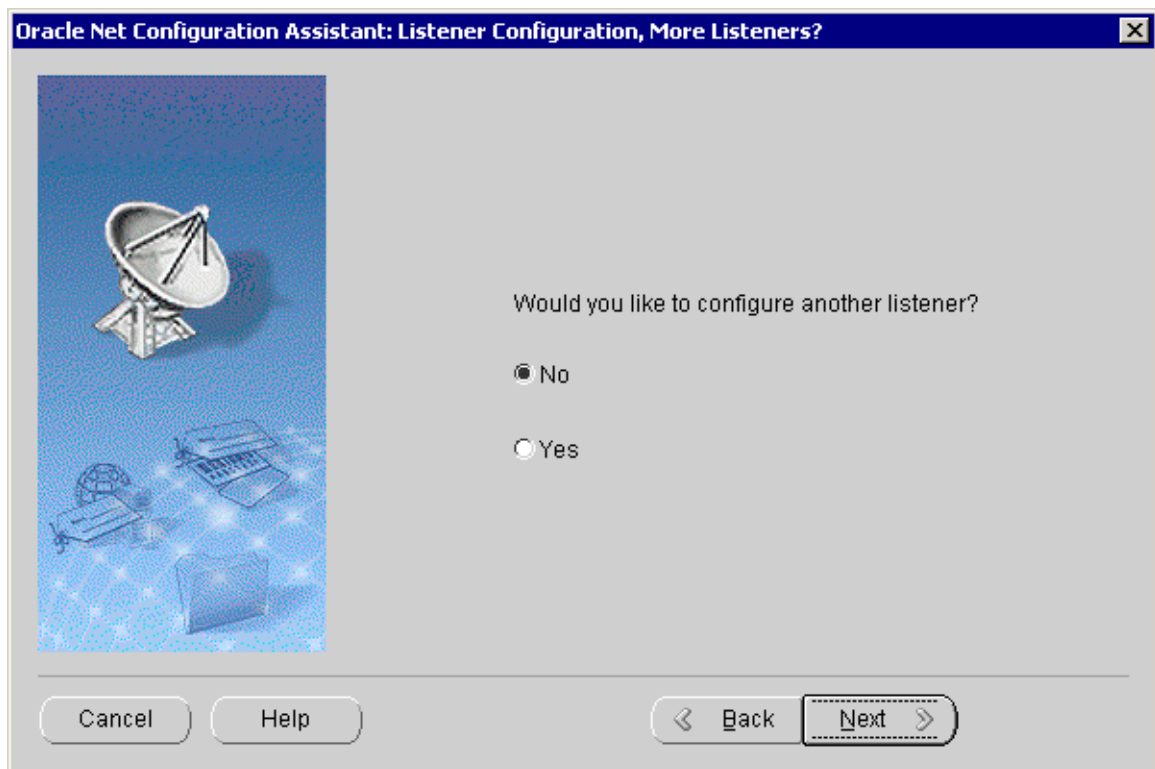 Oracle Net Configuration Assistant: Listener Configuration, More Listeners?
Would you like to configure another listener?
No
Yes
Cancel Help Back Next